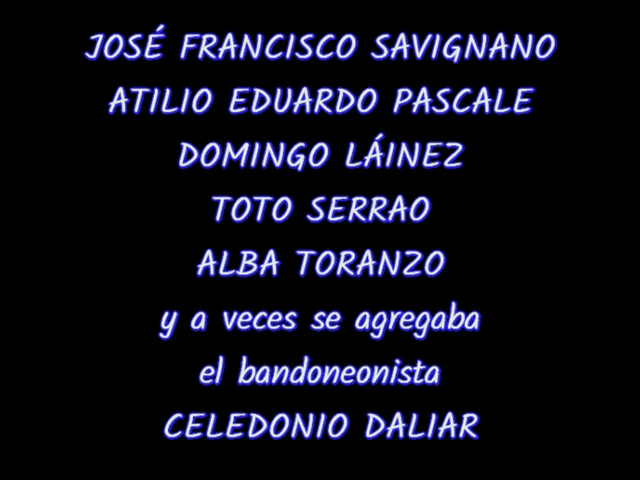 JOSÉ FRANCISCO SAVIGNANO
ATILIO EDUARDO PASCALE
DOMINGO LÁINEZ
TOTO SERRAO
ALBA TORANZO
y a veces se agregaba
el bandoneonista
CELEDONIO DALIAR